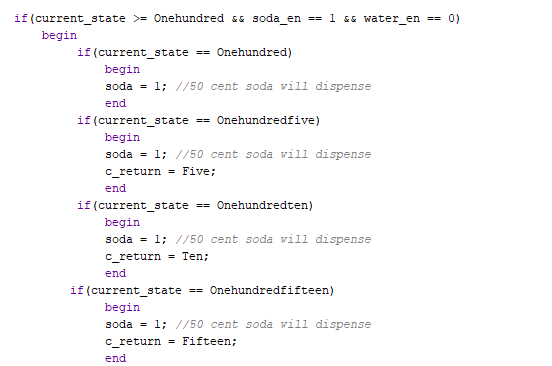 if(current_state >= Onehundred && soda_en == 1 && water_en == 0)
begin
if(current_state == Onehundred)
begin
soda = 1; //50 cent soda will dispense
end
if(current_state == Onehundredfive)
begin
soda = 1; //50 cent soda will dispense
c_return = Five;
end
if(current_state == Onehundredten)
begin
soda = 1; //50 cent soda will dispense
c_return = Ten;
end
if(current_state == Onehundredfifteen)
begin
soda = 1; //50 cent soda will dispense
c_return = Fifteen;
end